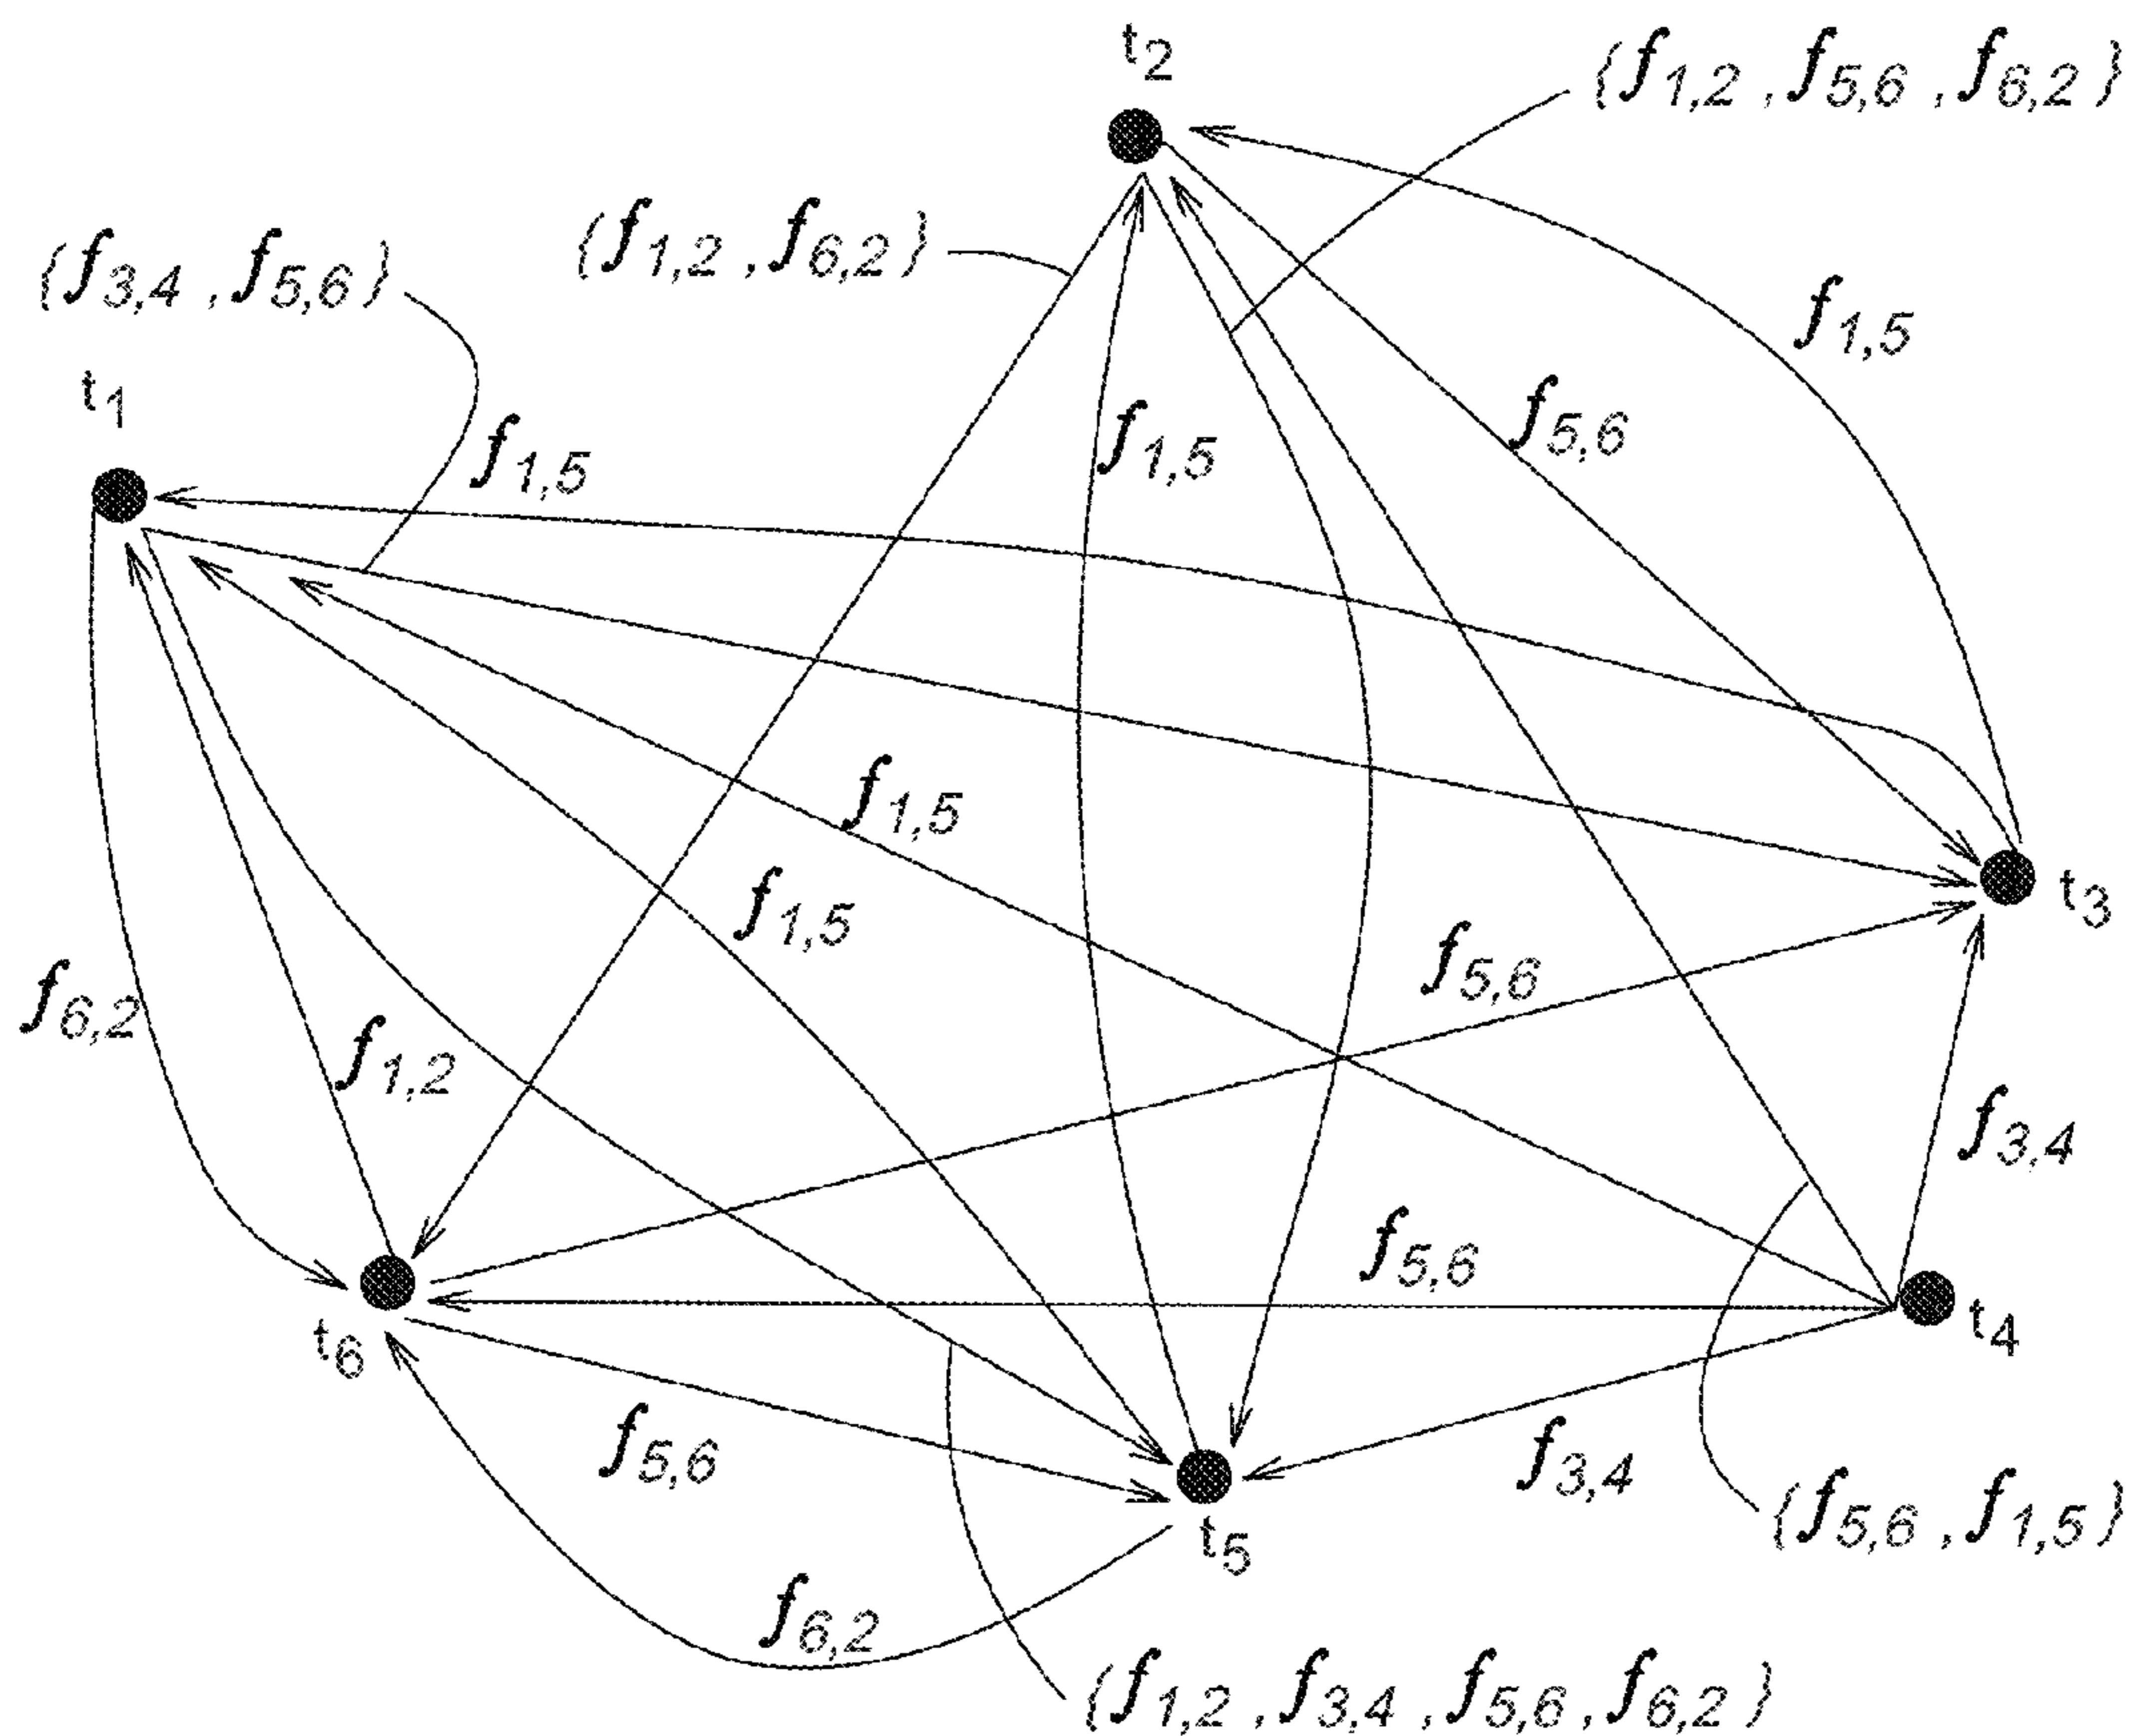 t2
{f1,2 , f5,6 , f6,2}
{f1,2 , f6,2}
{f3,4 , f5,6}
f1,5
t1
f1,5
f1,5
f5,6
f1,5
f1,5
t3
f5,6
f6,2
f1,2
f3,4
f5,6
t6
t4
f5,6
f3,4
t5
{f5,6 , f1,5}
f6,2
{f1,2 , f3,4 , f5,6 , f6,2}